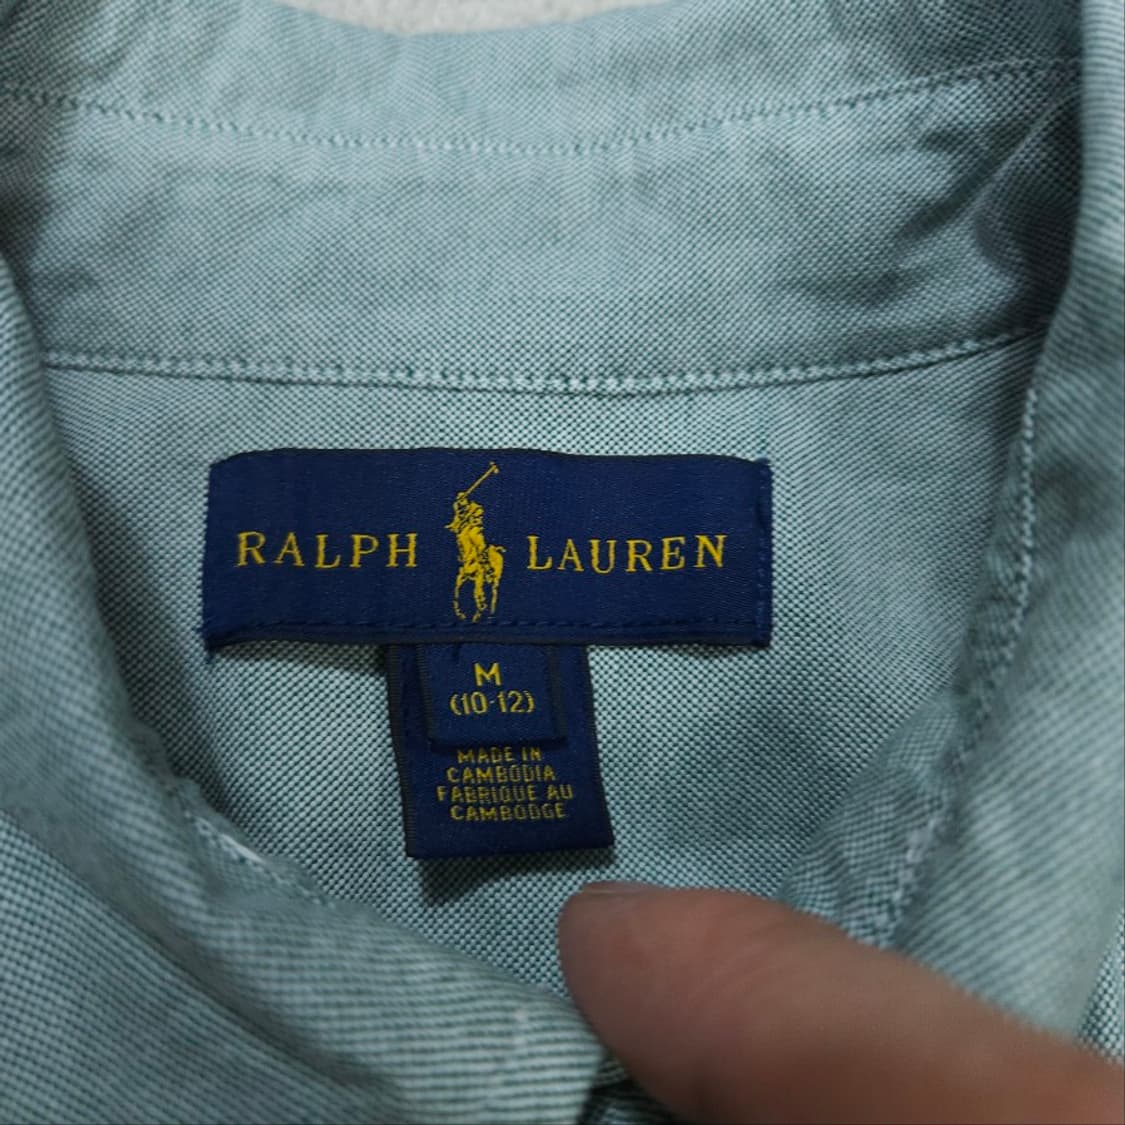 RALPH LAUREN
M
(10-12)
MADE IN
CAMBODIA
FABRIQUE AU
CAMBODGE